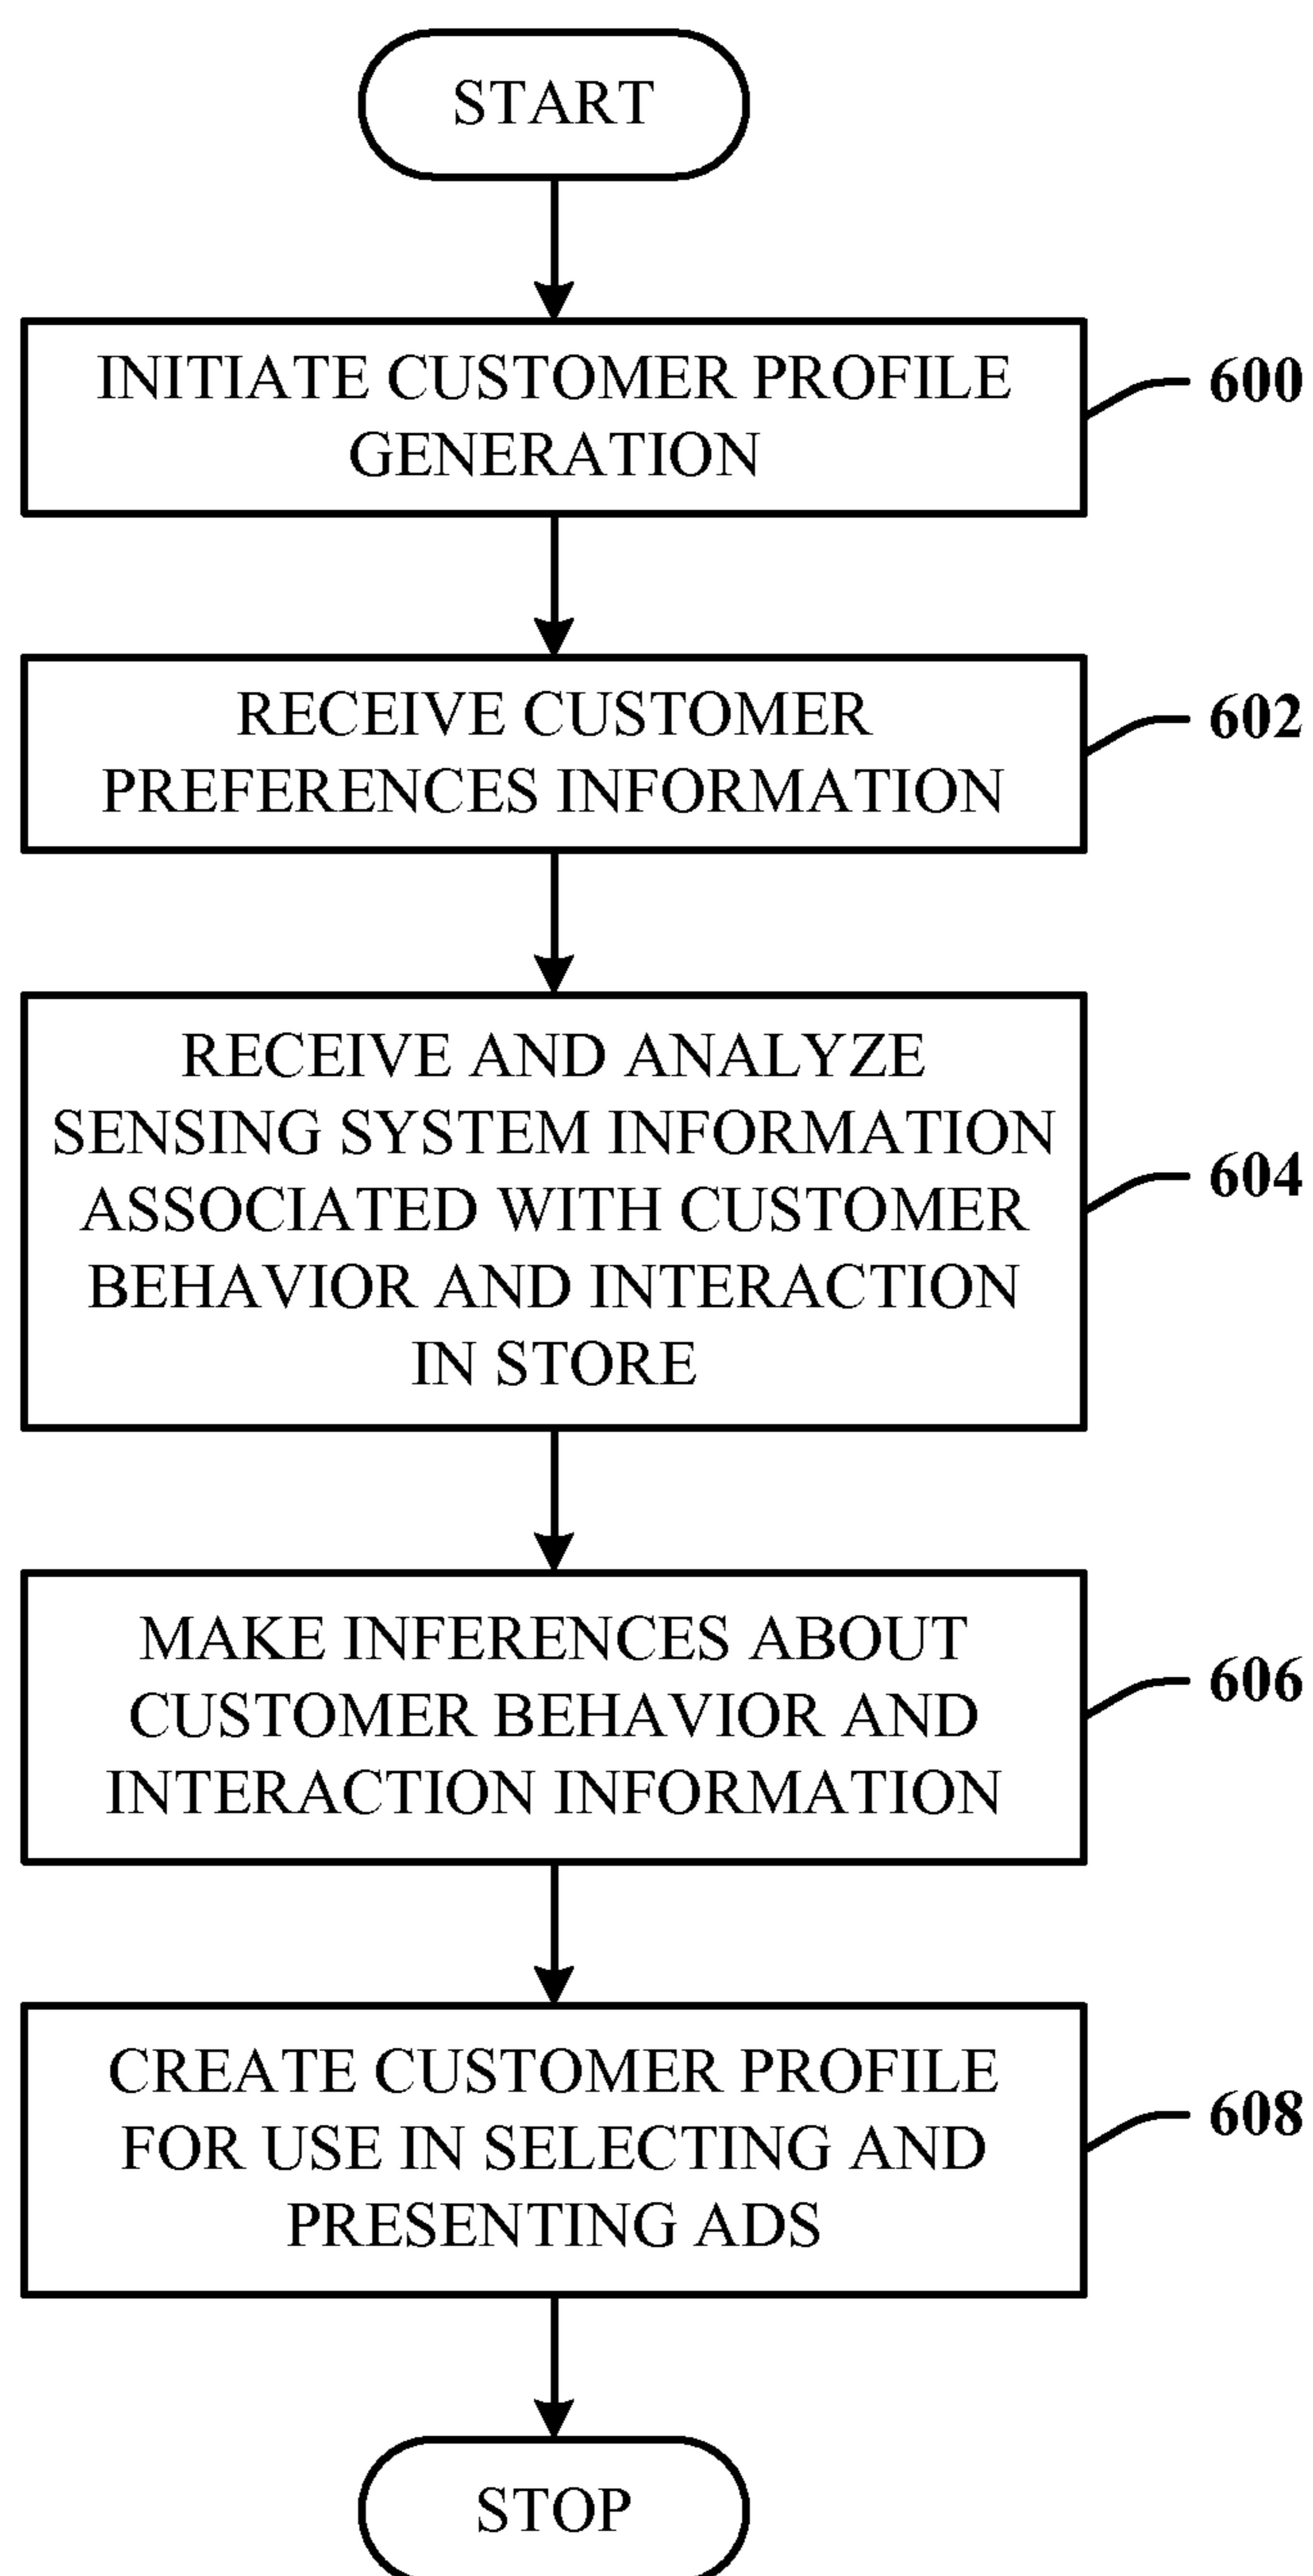 START
INITIATE CUSTOMER PROFILE
GENERATION
600
RECEIVE CUSTOMER
PREFERENCES INFORMATION
602
RECEIVE AND ANALYZE
SENSING SYSTEM INFORMATION
ASSOCIATED WITH CUSTOMER
BEHAVIOR AND INTERACTION
IN STORE
604
MAKE INFERENCES ABOUT
CUSTOMER BEHAVIOR AND
INTERACTION INFORMATION
606
CREATE CUSTOMER PROFILE
FOR USE IN SELECTING AND
PRESENTING ADS
608
STOP